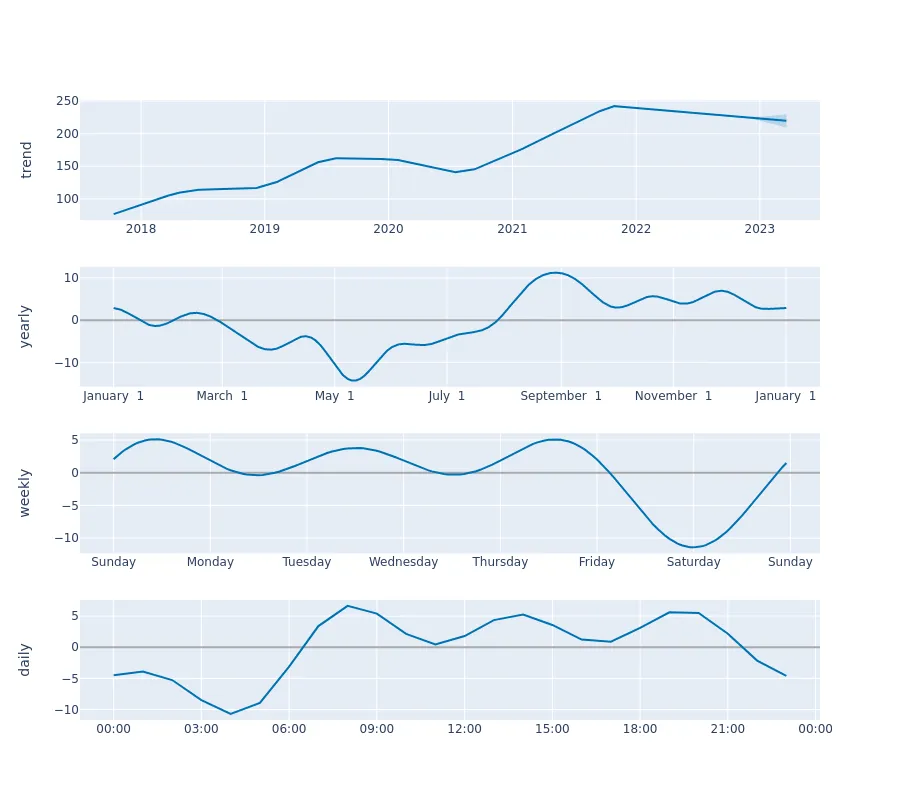 trend
250
200
150
100
2018 2019 2020 2021 2022 2023
yearly
10
0
−10
January 1 March 1 May 1 July 1 September 1 November 1 January 1
weekly
5
0
−5
−10
Sunday Monday Tuesday Wednesday Thursday Friday Saturday Sunday
daily
5
0
−5
−10
00:00 03:00 06:00 09:00 12:00 15:00 18:00 21:00 00:00